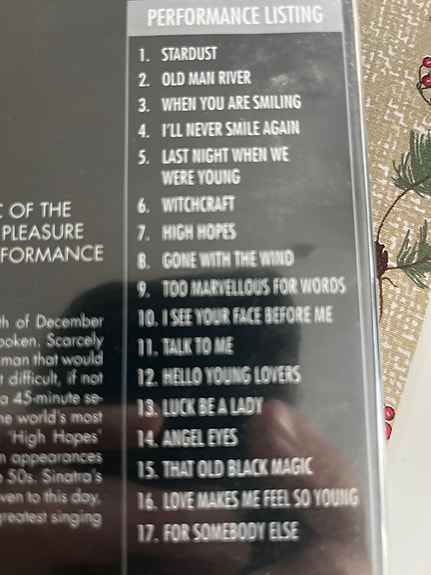 PERFORMANCE LISTING
1. STARDUST
2. OLD MAN RIVER
3. WHEN YOU ARE SMILING
4. I'LL NEVER SMILE AGAIN
5. LAST NIGHT WHEN WE
WERE YOUNG
6. WITCHCRAFT
7. HIGH HOPES
8. GONE WITH THE WIND
9. TOO MARVELLOUS FOR WORDS
10. I SEE YOUR FACE BEFORE ME
11. TALK TO ME
12. HELLO YOUNG LOVERS
13. LUCK BE A LADY
14. ANGEL EYES
15. THAT OLD BLACK MAGIC
16. LOVE MAKES ME FEEL SO YOUNG
17. FOR SOMEBODY ELSE
OF THE
PLEASURE
FORMANCE
th of December
oken. Scarcely
man that would
t difficult, if not
a 45-minute se-
he world's most
'High Hopes'
n appearances
50s. Sinatra's
ven to this day,
greatest singing